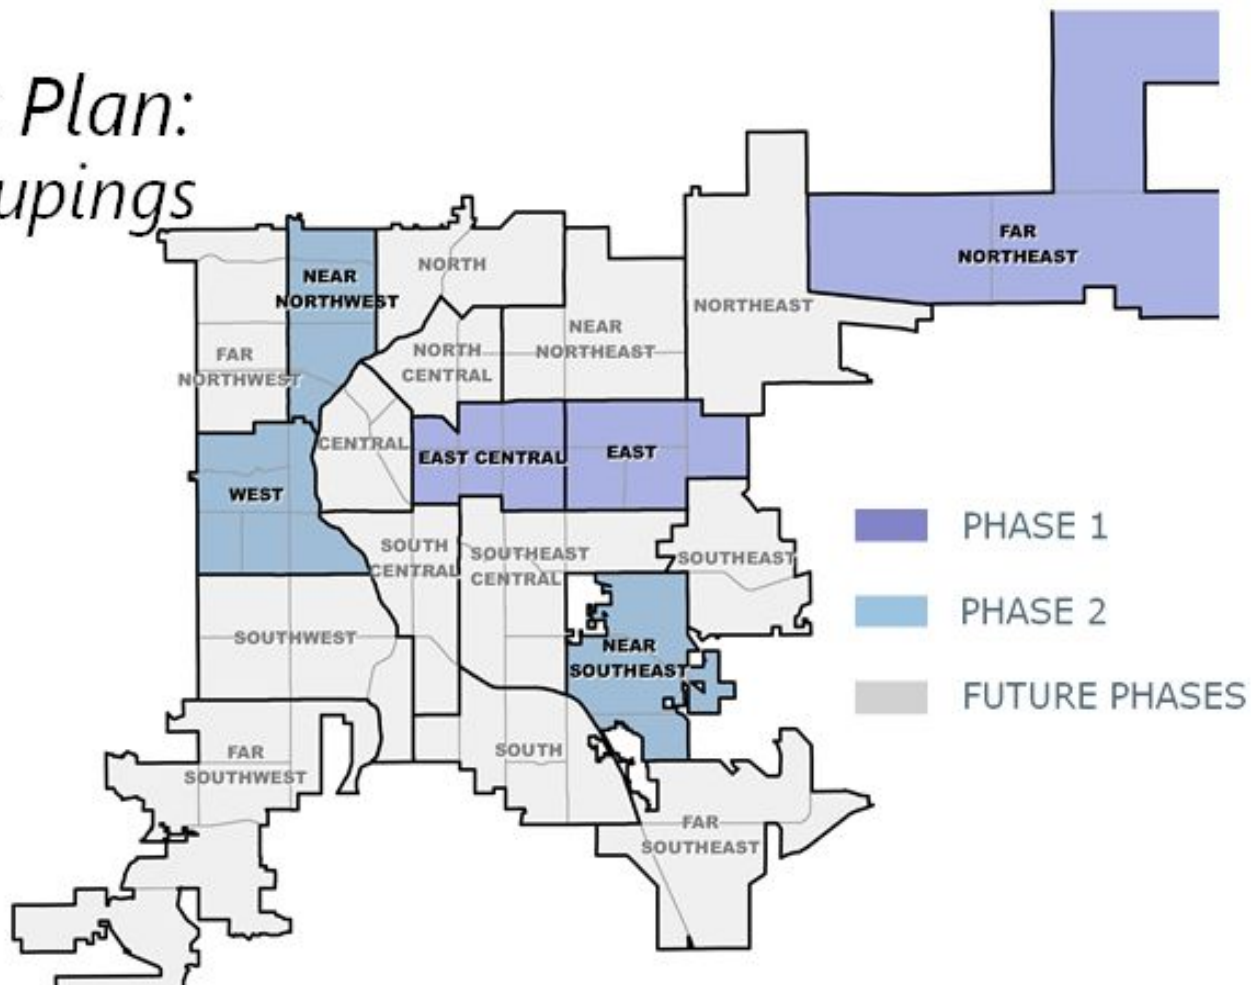 Plan:
upings
NEAR
NORTHWEST
NORTH
FAR
NORTHEAST
NORTHEAST
NEAR
NORTHEAST
FAR
NORTHWEST
NORTH
CENTRAL
CENTRAL
EAST CENTRAL
EAST
WEST
PHASE 1
SOUTH
CENTRAL
SOUTHEAST
CENTRAL
SOUTHEAST
PHASE 2
SOUTHWEST
NEAR
SOUTHEAST
FUTURE PHASES
FAR
SOUTHWEST
SOUTH
FAR
SOUTHEAST